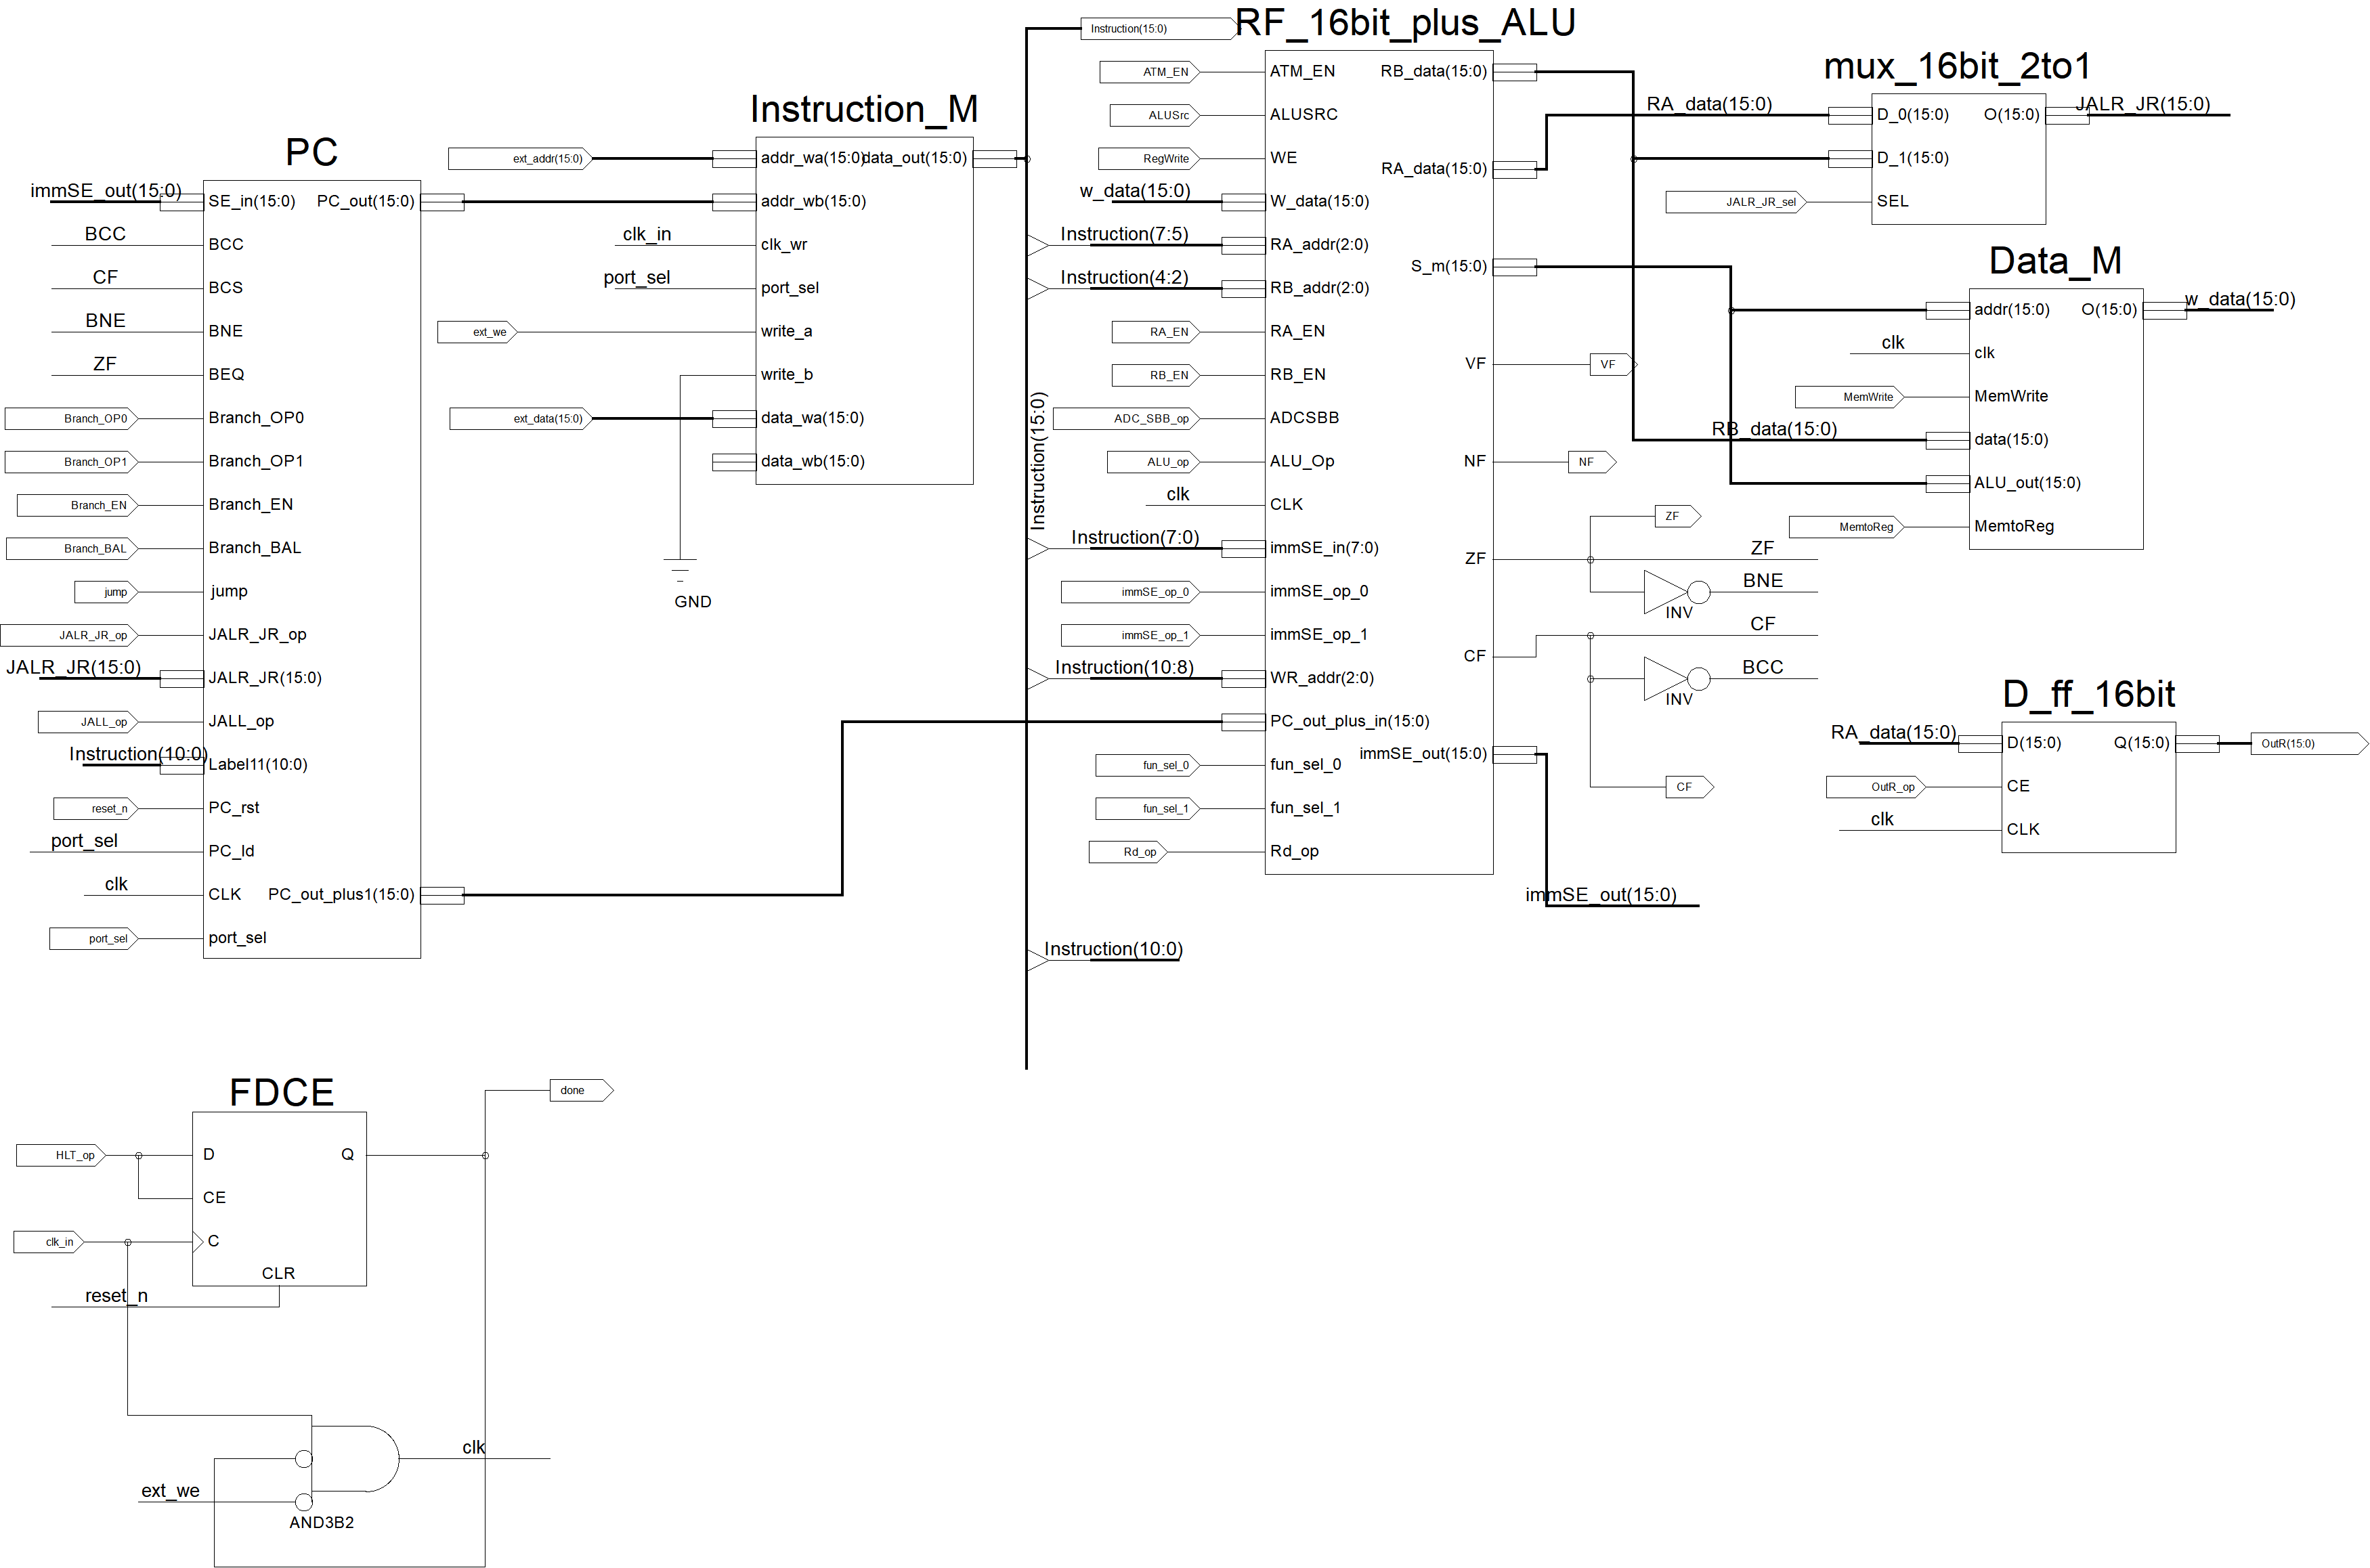 PC
immSE_out(15:0)
SE_in(15:0)
PC_out(15:0)
BCC
BCC
CF
BCS
BNE
BNE
ZF
BEQ
Branch_OP0
Branch_OP0
Branch_OP1
Branch_OP1
Branch_EN
Branch_EN
Branch_BAL
Branch_BAL
jump
jump
JALR_JR_op
JALR_JR_op
JALR_JR(15:0)
JALR_JR(15:0)
JALL_op
JALL_op
Instruction(10:0)
Label11(10:0)
reset_n
PC_rst
port_sel
PC_ld
clk
CLK
PC_out_plus1(15:0)
port_sel
port_sel
Instruction_M
ext_addr(15:0)
addr_wa(15:0)
data_out(15:0)
addr_wb(15:0)
clk_in
clk_wr
port_sel
port_sel
ext_we
write_a
write_b
ext_data(15:0)
data_wa(15:0)
data_wb(15:0)
GND
Instruction(15:0)
Instruction(15:0)
RF_16bit_plus_ALU
ATM_EN
ATM_EN
RB_data(15:0)
ALUSrc
ALUSRC
RegWrite
WE
RA_data(15:0)
w_data(15:0)
W_data(15:0)
Instruction(7:5)
RA_addr(2:0)
S_m(15:0)
Instruction(4:2)
RB_addr(2:0)
RA_EN
RA_EN
VF
VF
RB_EN
RB_EN
ADC_SBB_op
ADCSBB
ALU_op
ALU_Op
NF
NF
clk
CLK
ZF
Instruction(7:0)
immSE_in(7:0)
ZF
ZF
immSE_op_0
immSE_op_0
BNE
INV
immSE_op_1
immSE_op_1
CF
CF
Instruction(10:8)
WR_addr(2:0)
BCC
INV
PC_out_plus_in(15:0)
immSE_out(15:0)
fun_sel_0
fun_sel_0
CF
fun_sel_1
fun_sel_1
Rd_op
Rd_op
immSE_out(15:0)
Instruction(10:0)
mux_16bit_2to1
RA_data(15:0)
D_0(15:0)
O(15:0)
JALR_JR(15:0)
D_1(15:0)
JALR_JR_sel
SEL
Data_M
addr(15:0)
O(15:0)
w_data(15:0)
clk
clk
MemWrite
MemWrite
RB_data(15:0)
data(15:0)
ALU_out(15:0)
MemtoReg
MemtoReg
D_ff_16bit
RA_data(15:0)
D(15:0)
Q(15:0)
OutR(15:0)
OutR_op
CE
clk
CLK
FDCE
done
HLT_op
D
Q
CE
clk_in
C
CLR
reset_n
clk
ext_we
AND3B2